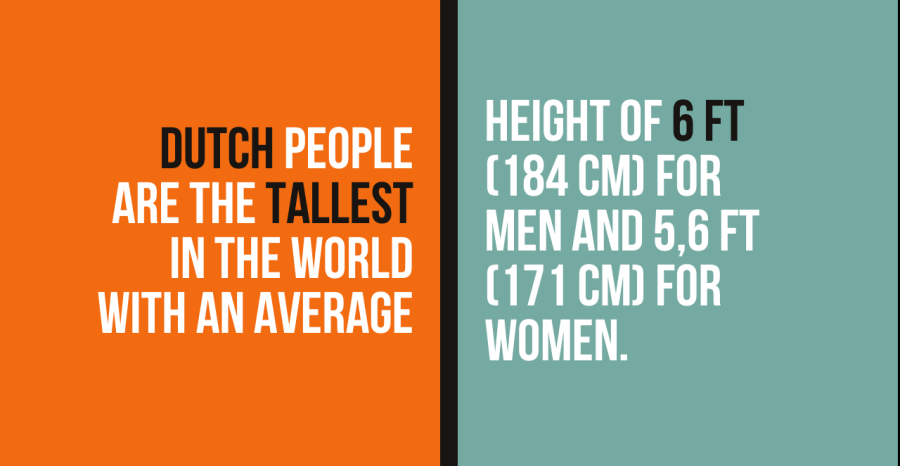 DUTCH PEOPLE
ARE THE TALLEST
IN THE WORLD
WITH AN AVERAGE
HEIGHT OF 6 FT
(184 CM) FOR
MEN AND 5,6 FT
(171 CM) FOR
WOMEN.